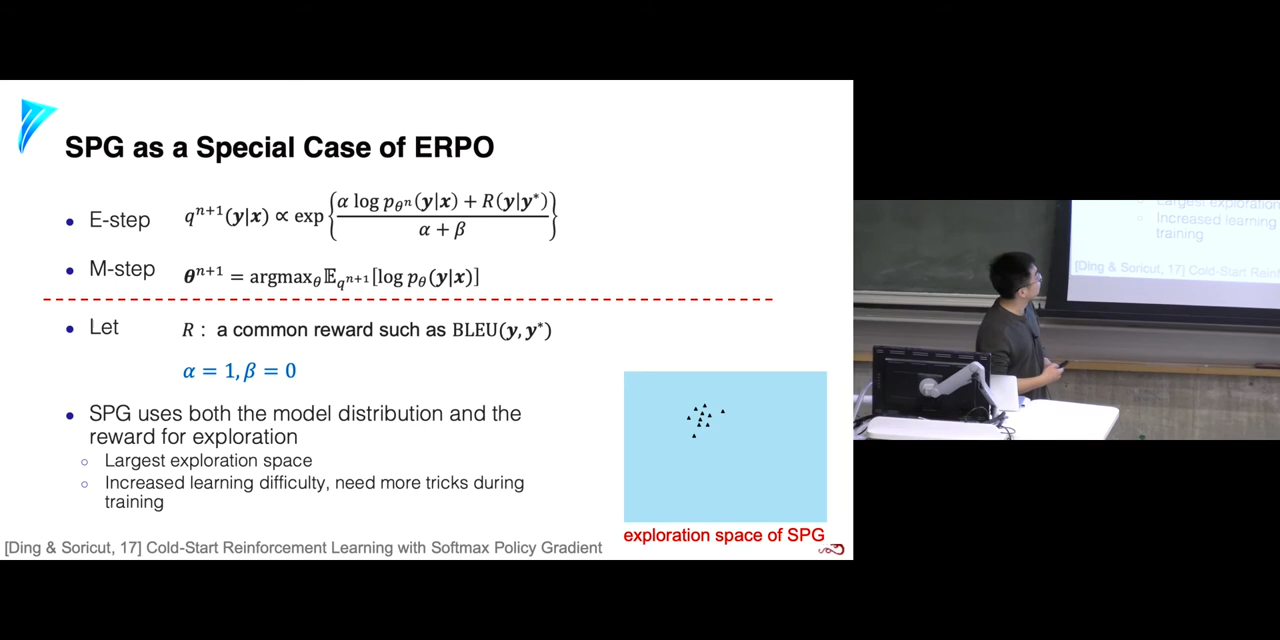 SPG as a Special Case of ERPO
• E-step q^{n+1}(y|x) ∝ exp { (α log p_{θ^n}(y|x) + R(y|y*)) / (α + β) }
• M-step θ^{n+1} = argmax_θ 𝔼_{q^{n+1}}[log p_θ(y|x)]
• Let R : a common reward such as BLEU(y, y*)
α = 1, β = 0
• SPG uses both the model distribution and the
reward for exploration
○ Largest exploration space
○ Increased learning difficulty, need more tricks during
training
exploration space of SPG
[Ding & Soricut, 17] Cold-Start Reinforcement Learning with Softmax Policy Gradient
Largest exploration
○ Increased learning
training
[Ding & Soricut, 17] Cold-Start Reinf